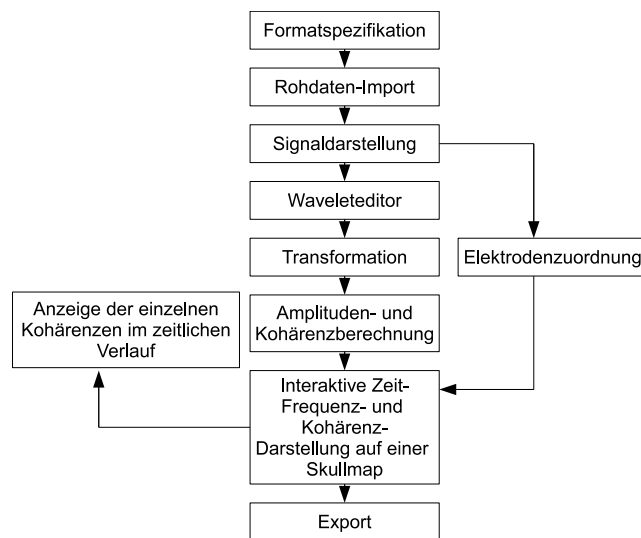 Formatspezifikation
Rohdaten-Import
Signaldarstellung
Waveleteditor
Transformation
Elektrodenzuordnung
Anzeige der einzelnen
Kohärenzen im zeitlichen
Verlauf
Amplituden- und
Kohärenzberechnung
Interaktive Zeit-
Frequenz- und
Kohärenz-
Darstellung auf einer
Skullmap
Export